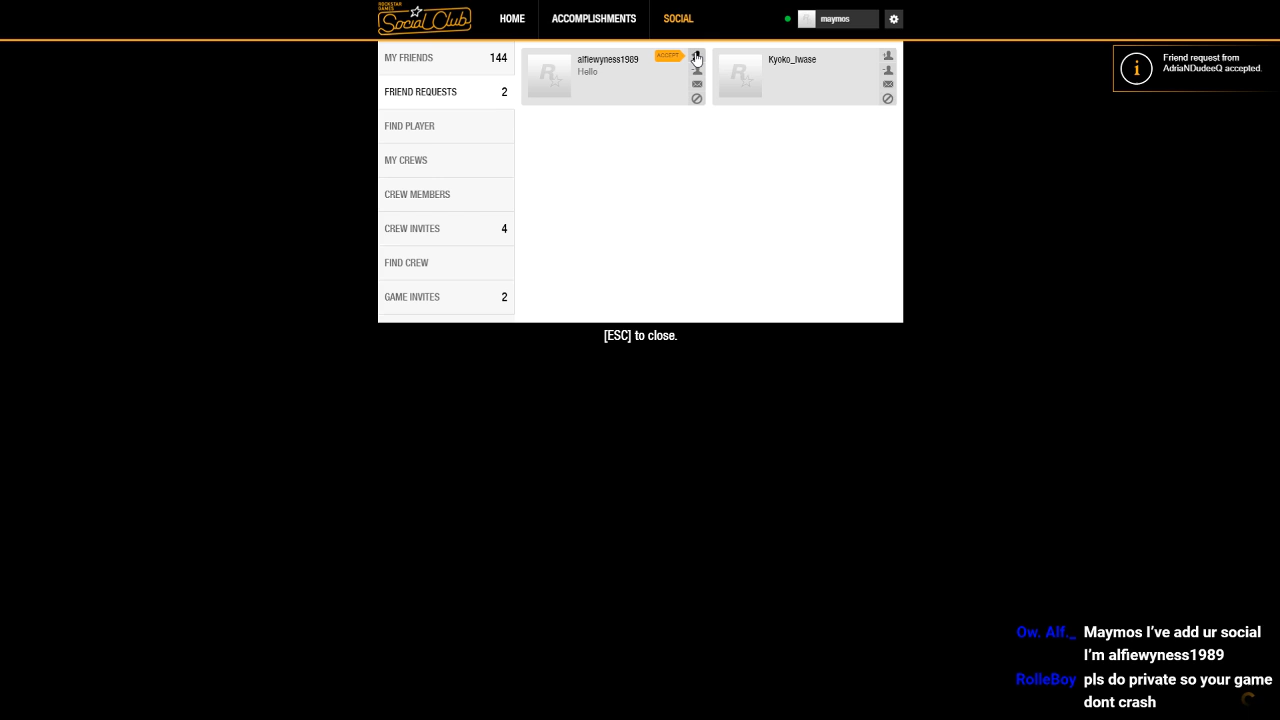 ROCKSTAR GAMES
Social Club
HOME
ACCOMPLISHMENTS
SOCIAL
maymos
MY FRIENDS 144
FRIEND REQUESTS 2
FIND PLAYER
MY CREWS
CREW MEMBERS
CREW INVITES 4
FIND CREW
GAME INVITES 2
alfiewyness1989
Hello
ACCEPT
Kyoko_Iwase
[ESC] to close.
Friend request from
AdriaNDudeeQ accepted.
Ow. Alf._ Maymos I've add ur social
I'm alfiewyness1989
RolleBoy pls do private so your game
dont crash